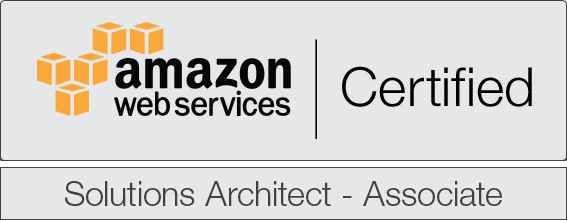 amazon
web services
Certified
Solutions Architect - Associate